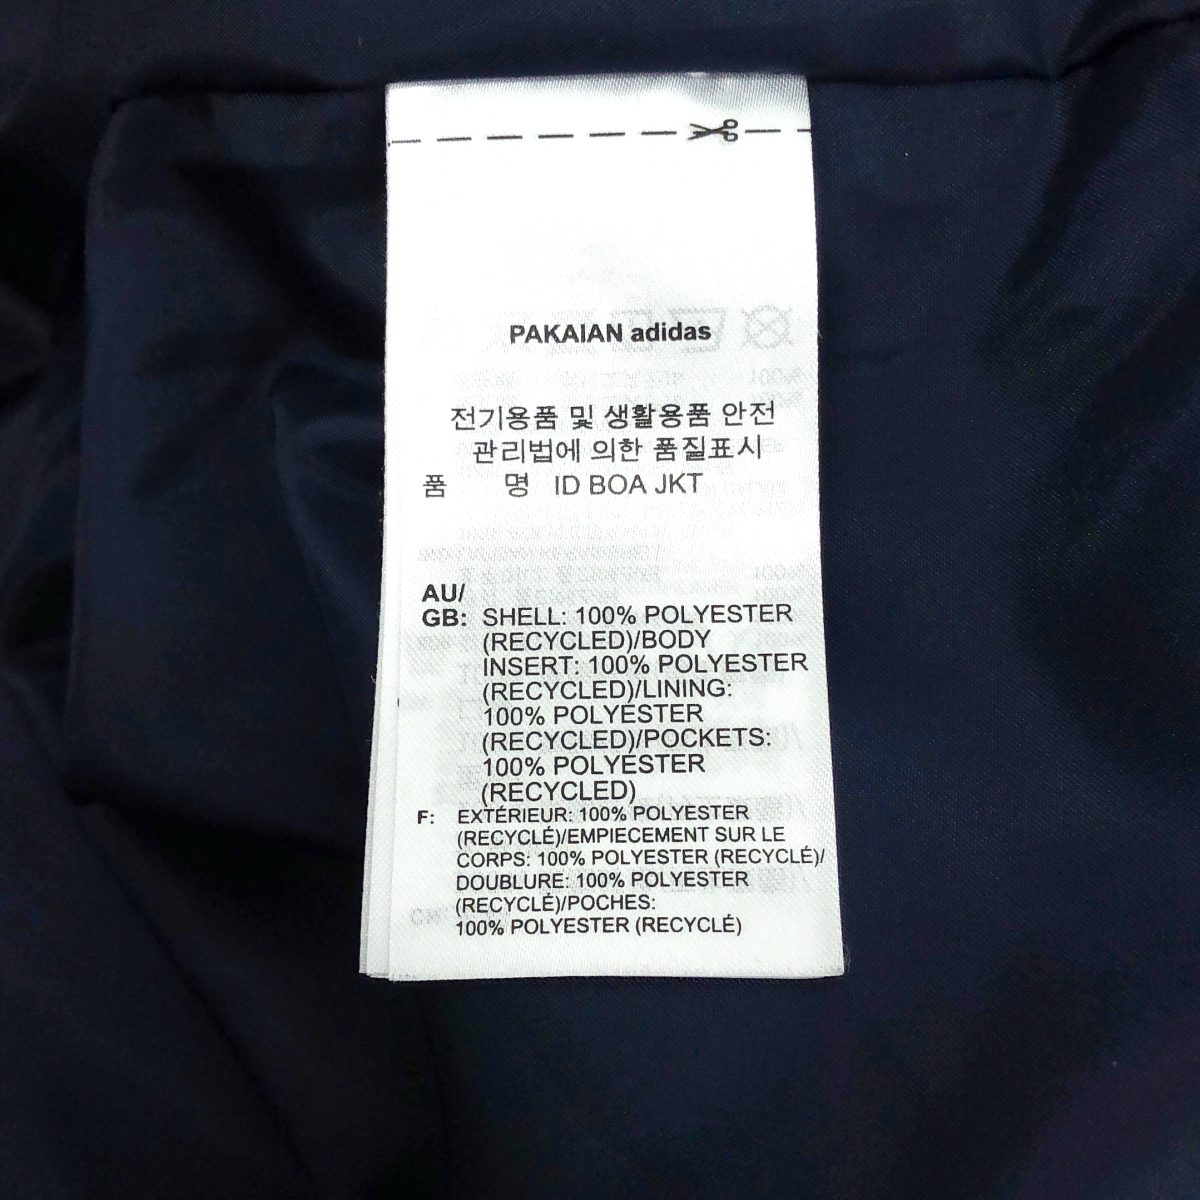 PAKAIAN adidas
전기용품 및 생활용품 안전
관리법에 의한 품질표시
품 명 ID BOA JKT
AU/
GB: SHELL: 100% POLYESTER
(RECYCLED)/BODY
INSERT: 100% POLYESTER
(RECYCLED)/LINING:
100% POLYESTER
(RECYCLED)/POCKETS:
100% POLYESTER
(RECYCLED)
F: EXTÉRIEUR: 100% POLYESTER
(RECYCLÉ)/EMPIECEMENT SUR LE
CORPS: 100% POLYESTER (RECYCLÉ)/
DOUBLURE: 100% POLYESTER
(RECYCLÉ)/POCHES:
100% POLYESTER (RECYCLÉ)